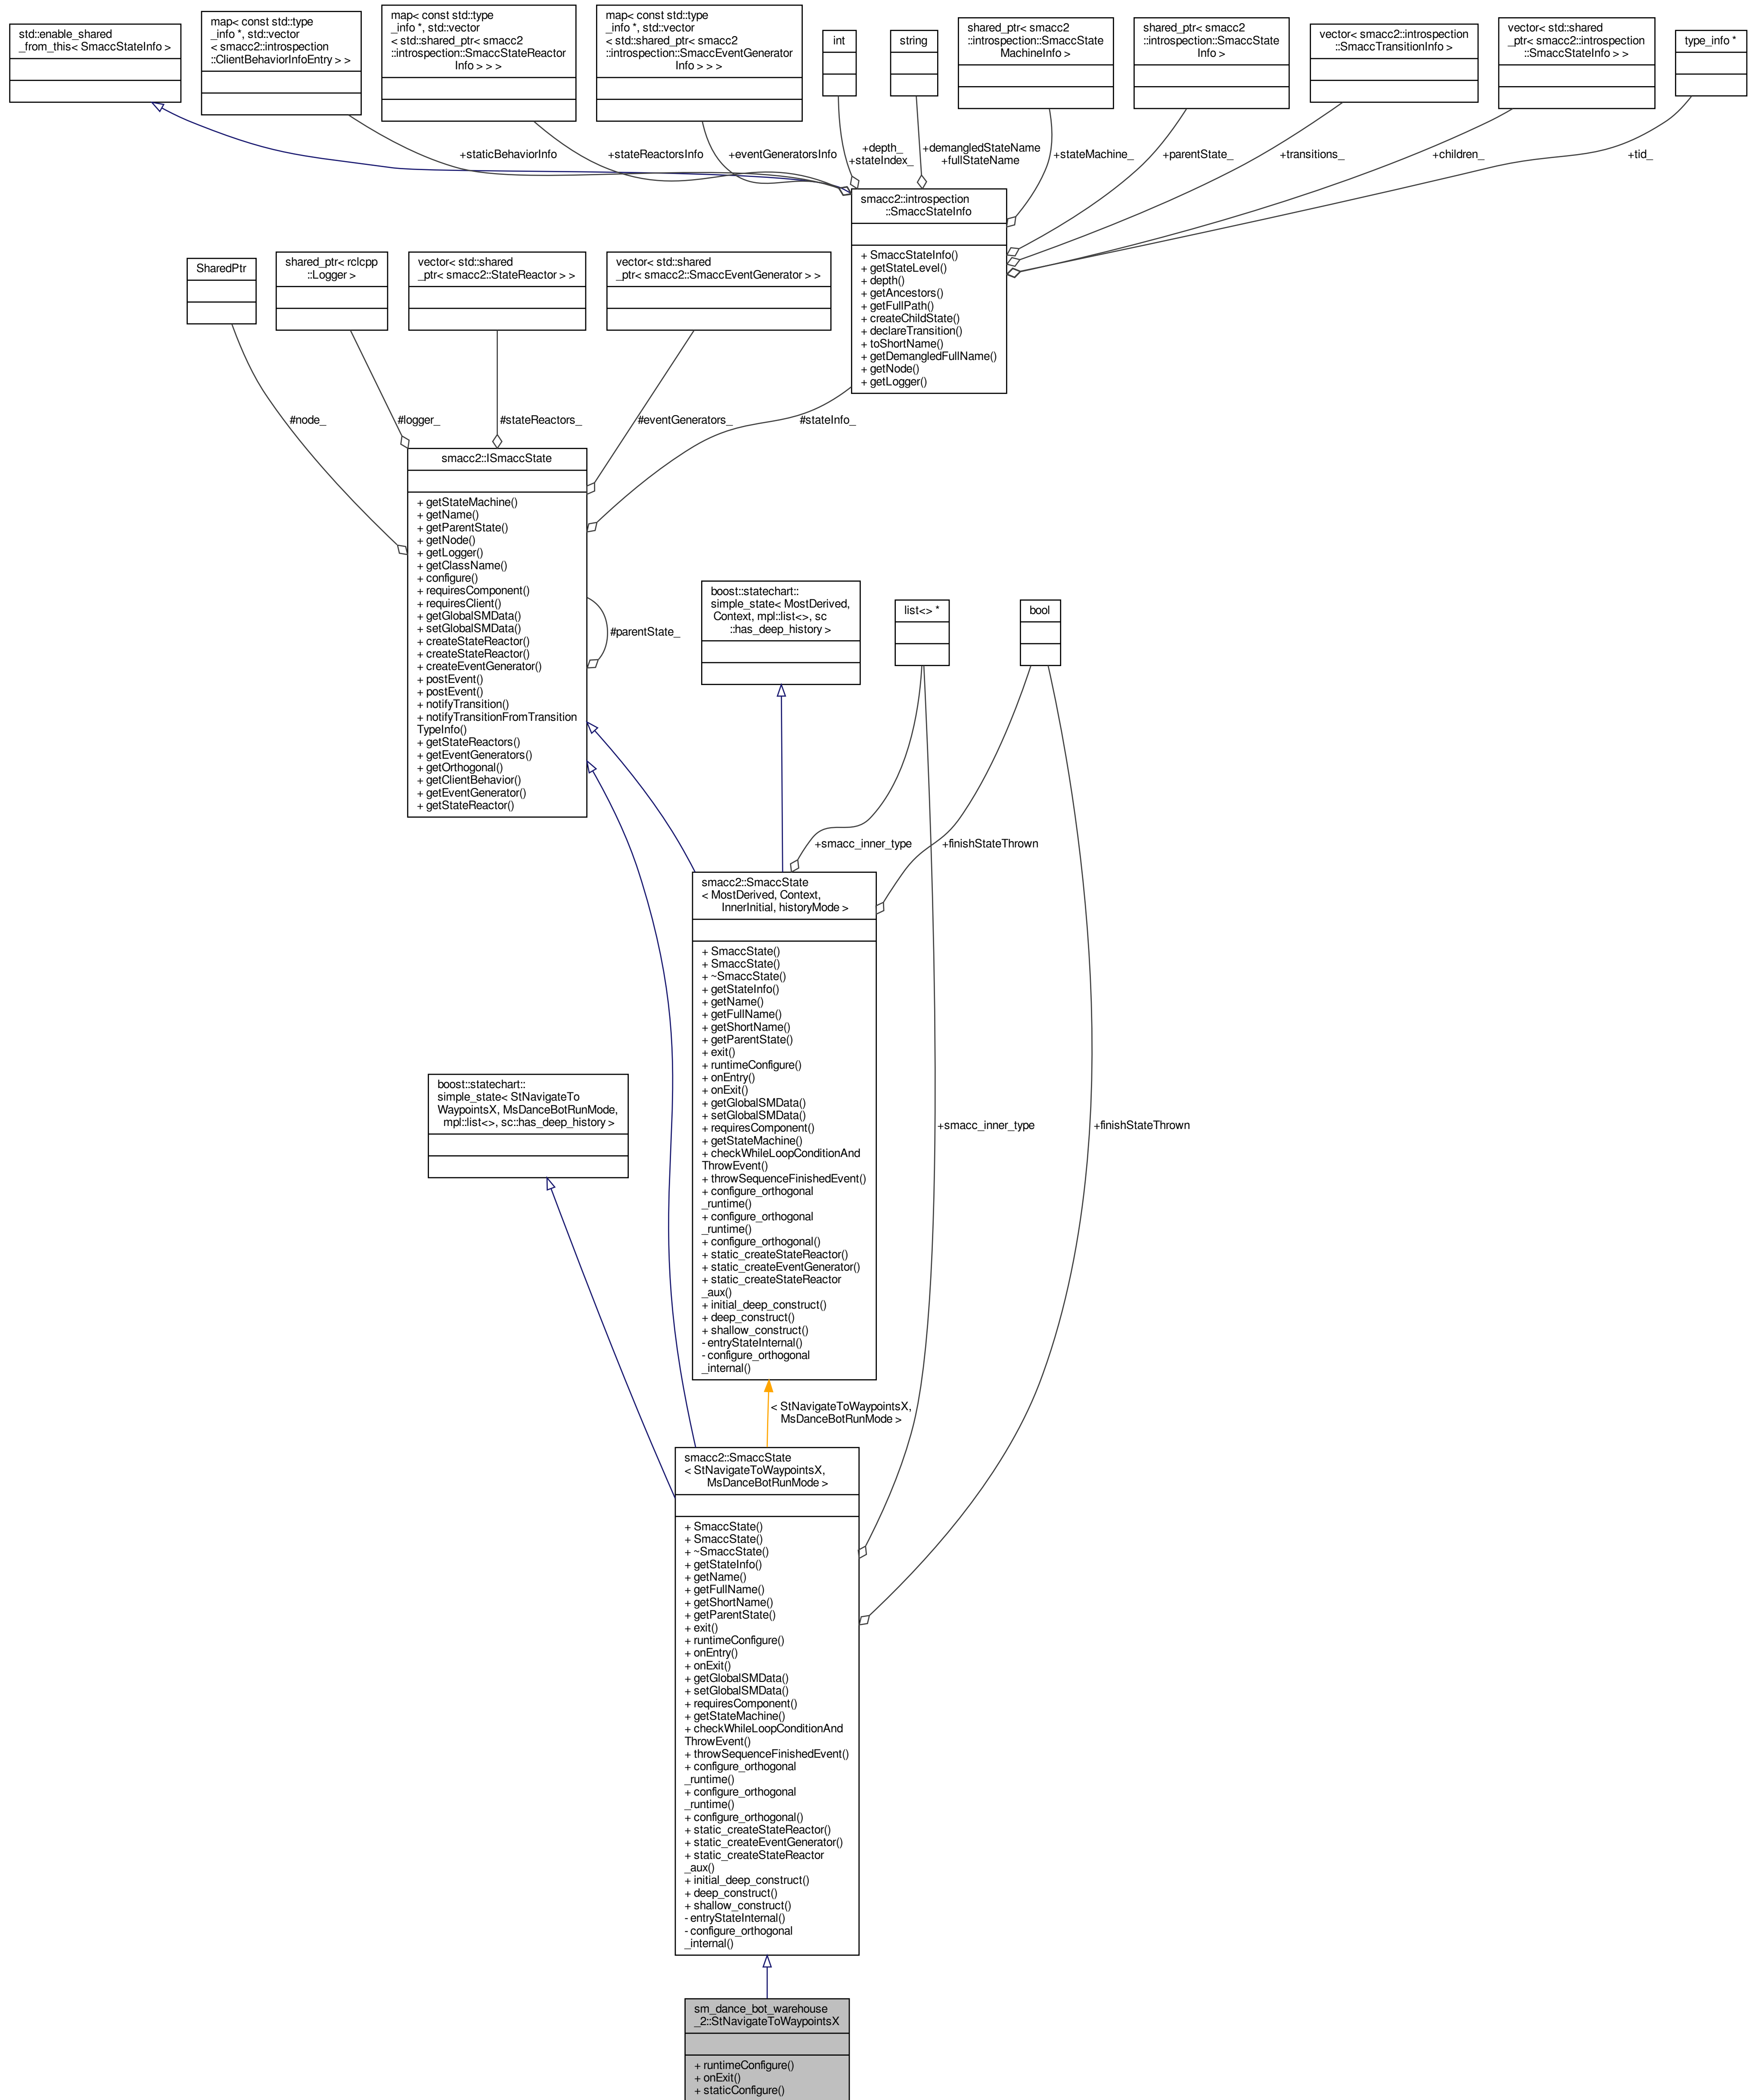 std::enable_shared
_from_this< SmaccStateInfo >
map< const std::type
_info *, std::vector
< smacc2::introspection
::ClientBehaviorInfoEntry > >
map< const std::type
_info *, std::vector
< std::shared_ptr< smacc2
::introspection::SmaccStateReactor
Info > > >
map< const std::type
_info *, std::vector
< std::shared_ptr< smacc2
::introspection::SmaccEventGenerator
Info > > >
int
string
shared_ptr< smacc2
::introspection::SmaccState
MachineInfo >
shared_ptr< smacc2
::introspection::SmaccState
Info >
vector< smacc2::introspection
::SmaccTransitionInfo >
vector< std::shared
_ptr< smacc2::introspection
::SmaccStateInfo > >
type_info *
+staticBehaviorInfo
+stateReactorsInfo
+eventGeneratorsInfo
+depth_
+stateIndex_
+demangledStateName
+fullStateName
+stateMachine_
+parentState_
+transitions_
+children_
+tid_
smacc2::introspection
::SmaccStateInfo
+ SmaccStateInfo()
+ getStateLevel()
+ depth()
+ getAncestors()
+ getFullPath()
+ createChildState()
+ declareTransition()
+ toShortName()
+ getDemangledFullName()
+ getNode()
+ getLogger()
SharedPtr
shared_ptr< rclcpp
::Logger >
vector< std::shared
_ptr< smacc2::StateReactor > >
vector< std::shared
_ptr< smacc2::SmaccEventGenerator > >
#node_
#logger_
#stateReactors_
#eventGenerators_
#stateInfo_
smacc2::ISmaccState
+ getStateMachine()
+ getName()
+ getParentState()
+ getNode()
+ getLogger()
+ getClassName()
+ configure()
+ requiresComponent()
+ requiresClient()
+ getGlobalSMData()
+ setGlobalSMData()
+ createStateReactor()
+ createStateReactor()
+ createEventGenerator()
+ postEvent()
+ postEvent()
+ notifyTransition()
+ notifyTransitionFromTransition
TypeInfo()
+ getStateReactors()
+ getEventGenerators()
+ getOrthogonal()
+ getClientBehavior()
+ getEventGenerator()
+ getStateReactor()
#parentState_
boost::statechart::
simple_state< MostDerived,
Context, mpl::list<>, sc
::has_deep_history >
list<> *
bool
+smacc_inner_type
+finishStateThrown
smacc2::SmaccState
< MostDerived, Context,
InnerInitial, historyMode >
+ SmaccState()
+ SmaccState()
+ ~SmaccState()
+ getStateInfo()
+ getName()
+ getFullName()
+ getShortName()
+ getParentState()
+ exit()
+ runtimeConfigure()
+ onEntry()
+ onExit()
+ getGlobalSMData()
+ setGlobalSMData()
+ requiresComponent()
+ getStateMachine()
+ checkWhileLoopConditionAnd
ThrowEvent()
+ throwSequenceFinishedEvent()
+ configure_orthogonal
_runtime()
+ configure_orthogonal
_runtime()
+ configure_orthogonal()
+ static_createStateReactor()
+ static_createEventGenerator()
+ static_createStateReactor
_aux()
+ initial_deep_construct()
+ deep_construct()
+ shallow_construct()
- entryStateInternal()
- configure_orthogonal
_internal()
boost::statechart::
simple_state< StNavigateTo
WaypointsX, MsDanceBotRunMode,
mpl::list<>, sc::has_deep_history >
+smacc_inner_type
+finishStateThrown
< StNavigateToWaypointsX,
MsDanceBotRunMode >
smacc2::SmaccState
< StNavigateToWaypointsX,
MsDanceBotRunMode >
+ SmaccState()
+ SmaccState()
+ ~SmaccState()
+ getStateInfo()
+ getName()
+ getFullName()
+ getShortName()
+ getParentState()
+ exit()
+ runtimeConfigure()
+ onEntry()
+ onExit()
+ getGlobalSMData()
+ setGlobalSMData()
+ requiresComponent()
+ getStateMachine()
+ checkWhileLoopConditionAnd
ThrowEvent()
+ throwSequenceFinishedEvent()
+ configure_orthogonal
_runtime()
+ configure_orthogonal
_runtime()
+ configure_orthogonal()
+ static_createStateReactor()
+ static_createEventGenerator()
+ static_createStateReactor
_aux()
+ initial_deep_construct()
+ deep_construct()
+ shallow_construct()
- entryStateInternal()
- configure_orthogonal
_internal()
sm_dance_bot_warehouse
_2::StNavigateToWaypointsX
+ runtimeConfigure()
+ onExit()
+ staticConfigure()